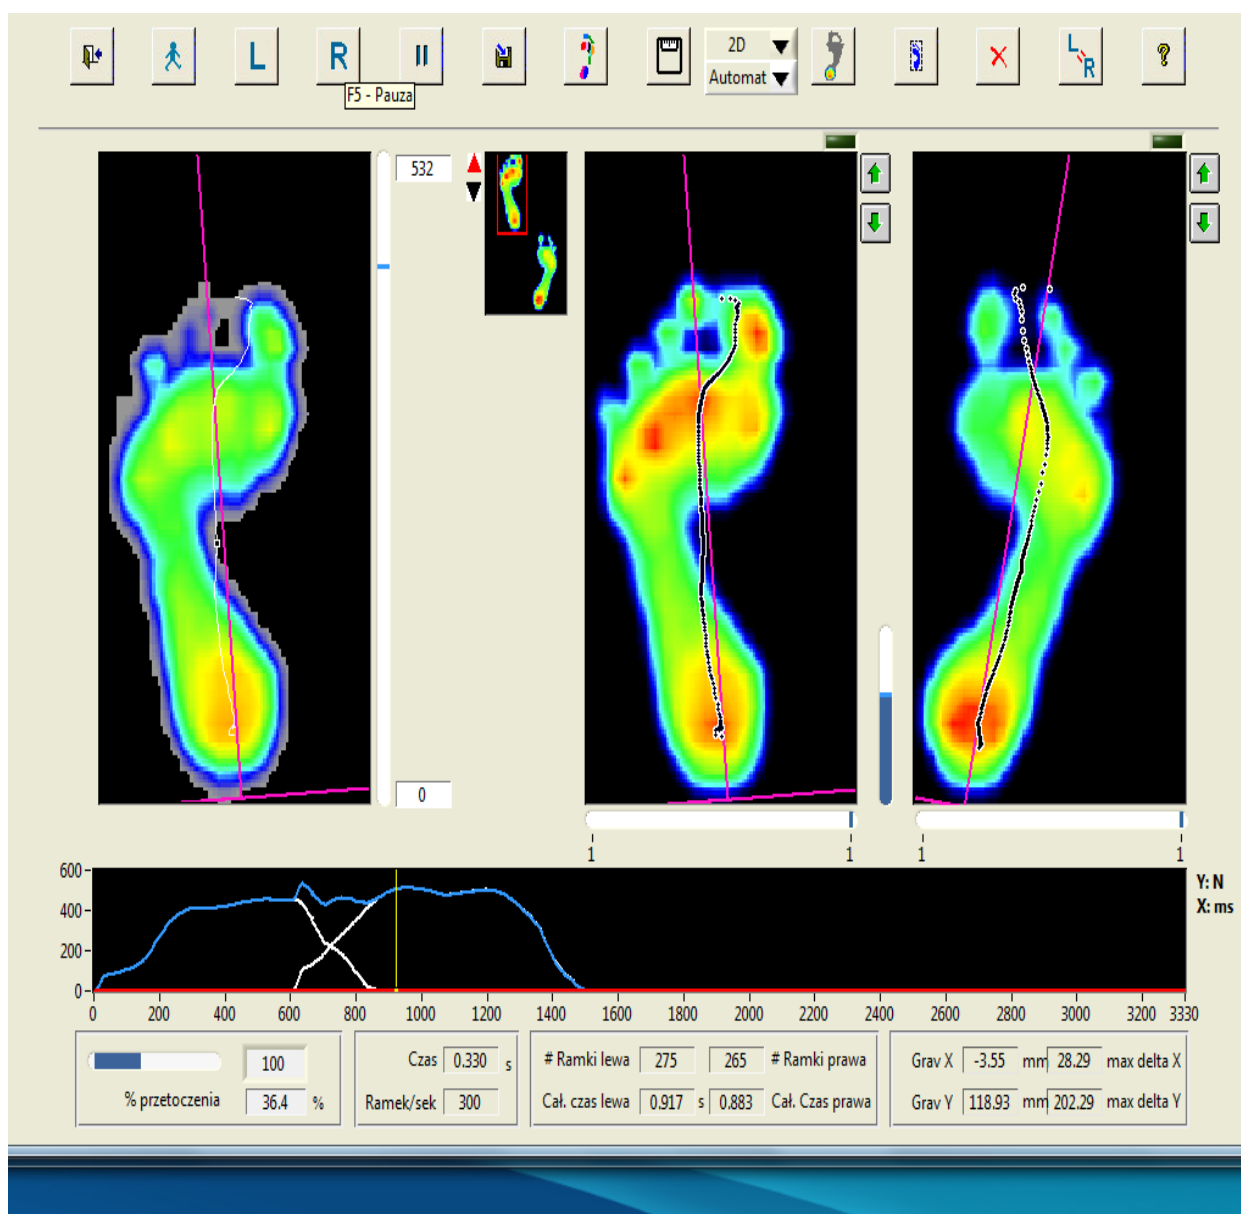 L
R
2D
Automat
L
R
?
F5 - Pauza
532
0
1
1
1
1
600
400
200
0
Y: N
X: ms
0 200 400 600 800 1000 1200 1400 1600 1800 2000 2200 2400 2600 2800 3000 3200 3330
100
% przetoczenia 36.4 %
Czas 0.330 s
Ramek/sek 300
# Ramki lewa 275 265 # Ramki prawa
Cał. czas lewa 0.917 s 0.883 Cał. Czas prawa
Grav X -3.55 mm 28.29 max delta X
Grav Y 118.93 mm 202.29 max delta Y